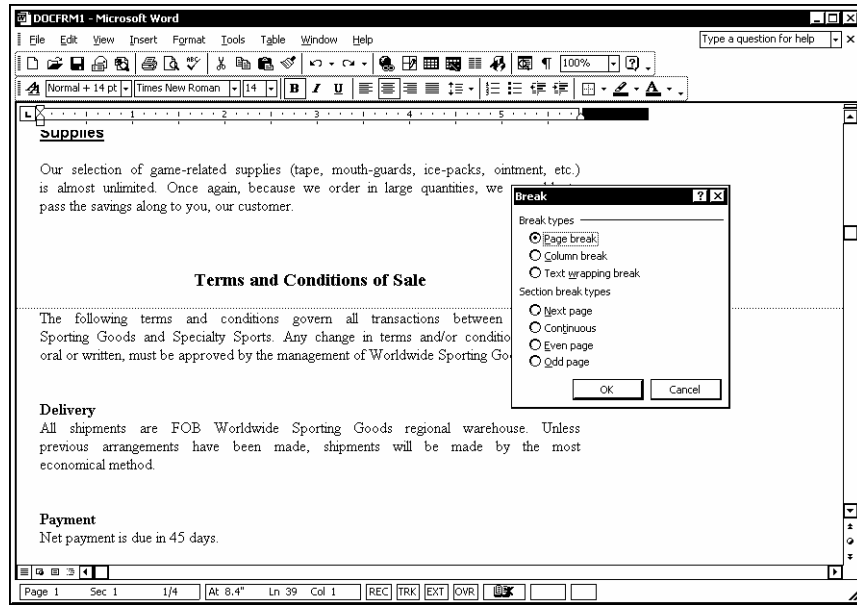 DOCFRM1 - Microsoft Word
File Edit View Insert Format Tools Table Window Help Type a question for help
100%
Normal + 14 pt Times New Roman 14 B I U
1 2 3 4 5
Supplies
Our selection of game-related supplies (tape, mouth-guards, ice-packs, ointment, etc.)
is almost unlimited. Once again, because we order in large quantities, we
pass the savings along to you, our customer.
Terms and Conditions of Sale
The following terms and conditions govern all transactions between
Sporting Goods and Specialty Sports. Any change in terms and/or conditio
oral or written, must be approved by the management of Worldwide Sporting Go
Delivery
All shipments are FOB Worldwide Sporting Goods regional warehouse. Unless
previous arrangements have been made, shipments will be made by the most
economical method.
Payment
Net payment is due in 45 days.
Break
Break types
Page break
Column break
Text wrapping break
Section break types
Next page
Continuous
Even page
Odd page
OK Cancel
Page 1 Sec 1 1/4 At 8.4" Ln 39 Col 1 REC TRK EXT OVR